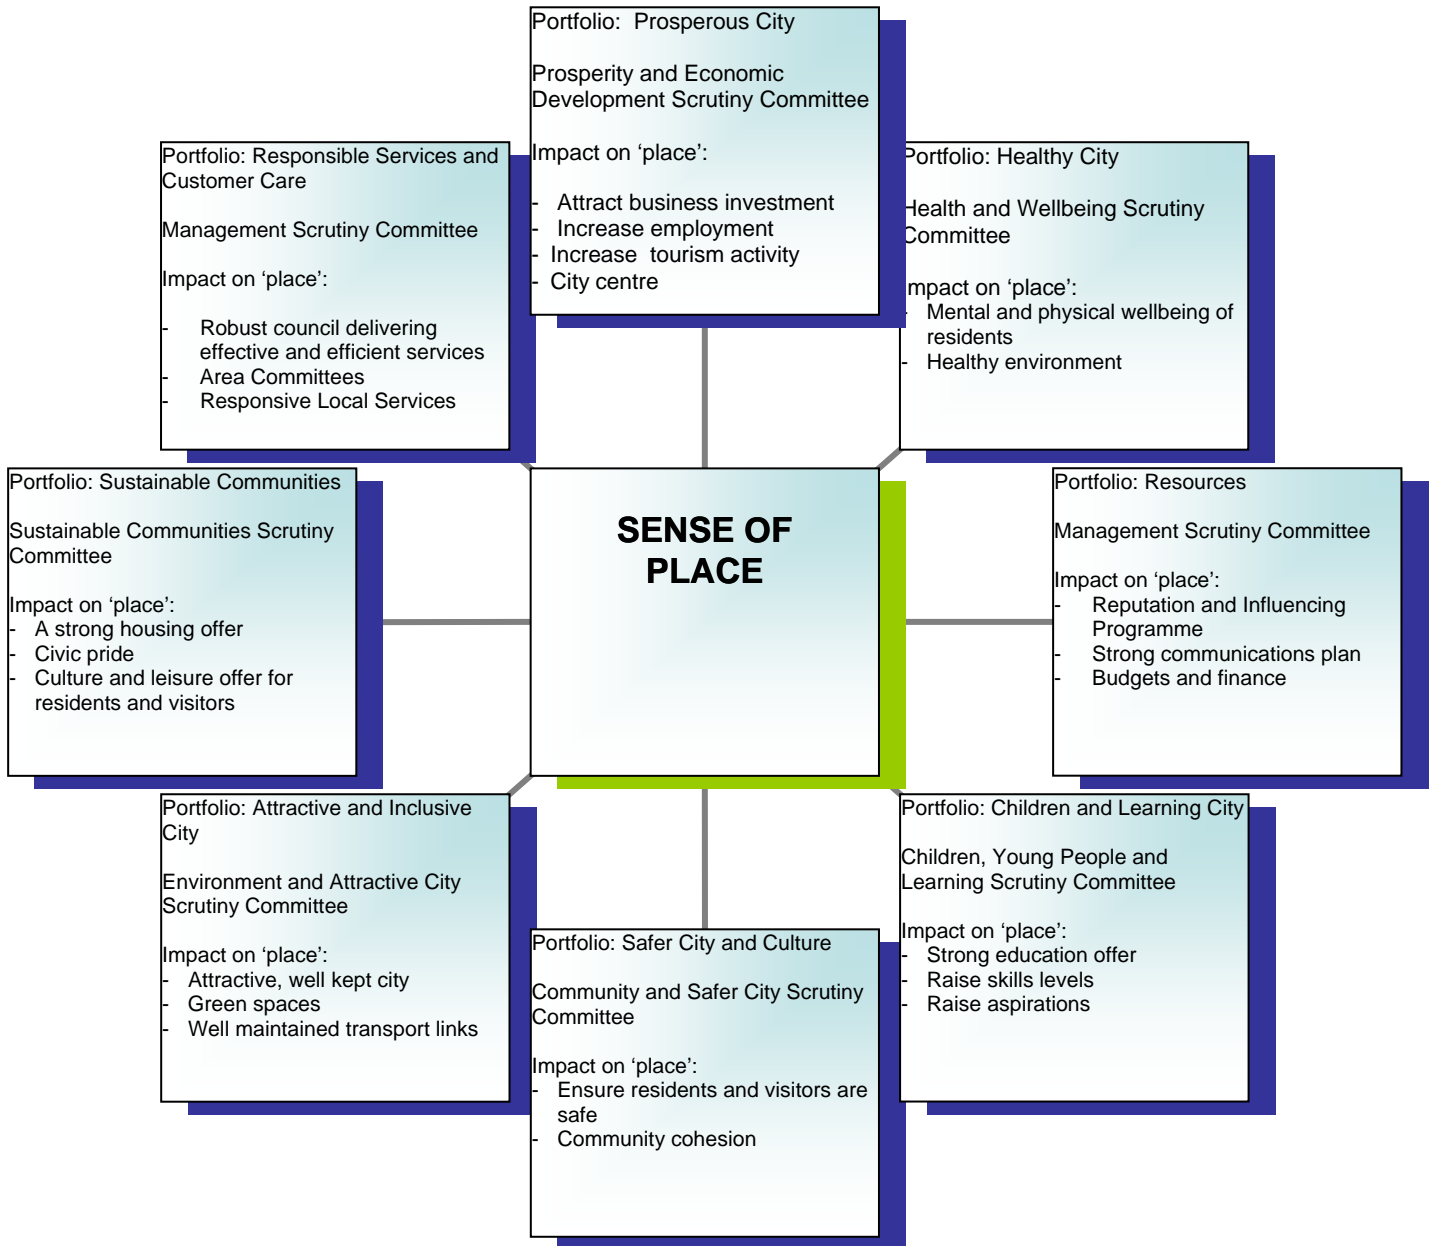 Portfolio:  Prosperous City
Prosperity and Economic
Development Scrutiny Committee
Impact on ‘place’:
- Attract business investment
- Increase employment
- Increase  tourism activity
- City centre
Portfolio: Responsible Services and
Customer Care
Management Scrutiny Committee
Impact on ‘place’:
- Robust council delivering
effective and efficient services
- Area Committees
- Responsive Local Services
Portfolio: Healthy City
Health and Wellbeing Scrutiny
Committee
Impact on ‘place’:
- Mental and physical wellbeing of
residents
- Healthy environment
Portfolio: Sustainable Communities
Sustainable Communities Scrutiny
Committee
Impact on ‘place’:
- A strong housing offer
- Civic pride
- Culture and leisure offer for
residents and visitors
SENSE OF
PLACE
Portfolio: Resources
Management Scrutiny Committee
Impact on ‘place’:
- Reputation and Influencing
Programme
- Strong communications plan
- Budgets and finance
Portfolio: Attractive and Inclusive
City
Environment and Attractive City
Scrutiny Committee
Impact on ‘place’:
- Attractive, well kept city
- Green spaces
- Well maintained transport links
Portfolio: Safer City and Culture
Community and Safer City Scrutiny
Committee
Impact on ‘place’:
- Ensure residents and visitors are
safe
- Community cohesion
Portfolio: Children and Learning City
Children, Young People and
Learning Scrutiny Committee
Impact on ‘place’:
- Strong education offer
- Raise skills levels
- Raise aspirations